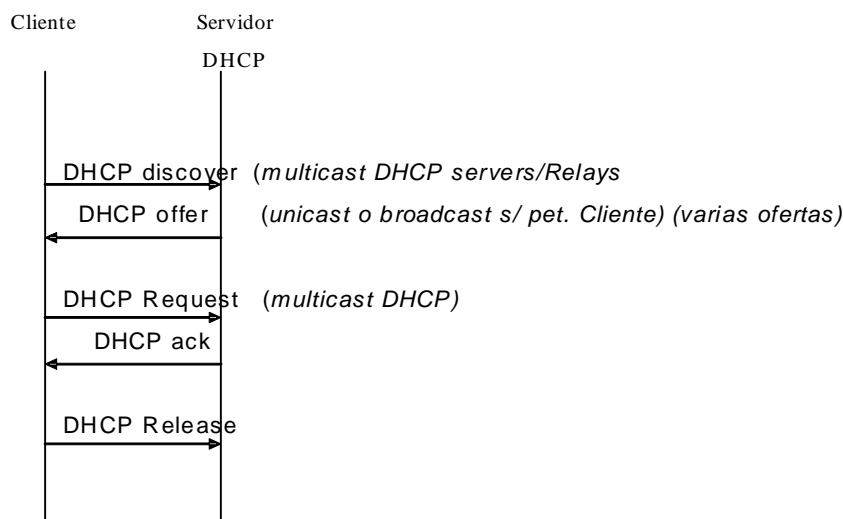 Cliente Servidor
DHCP
DHCP discover (multicast DHCP servers/Relays
DHCP offer (unicast o broadcast s/ pet. Cliente) (varias ofertas)
DHCP Request (multicast DHCP)
DHCP ack
DHCP Release